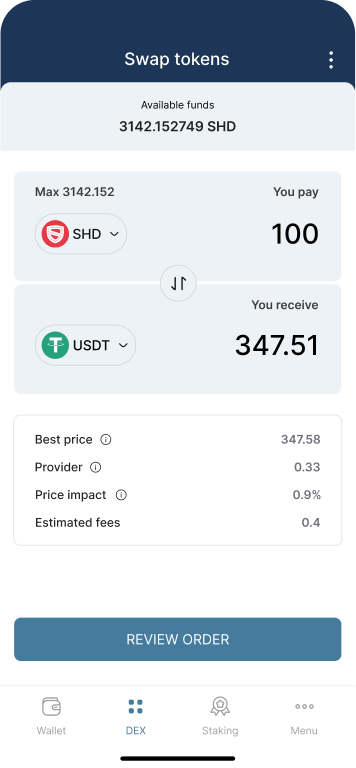 Swap tokens
Available funds
3142.152749 SHD
Max 3142.152
You pay
SHD
100
You receive
USDT
347.51
Best price
347.58
Provider
0.33
Price impact
0.9%
Estimated fees
0.4
REVIEW ORDER
Wallet
DEX
Staking
Menu